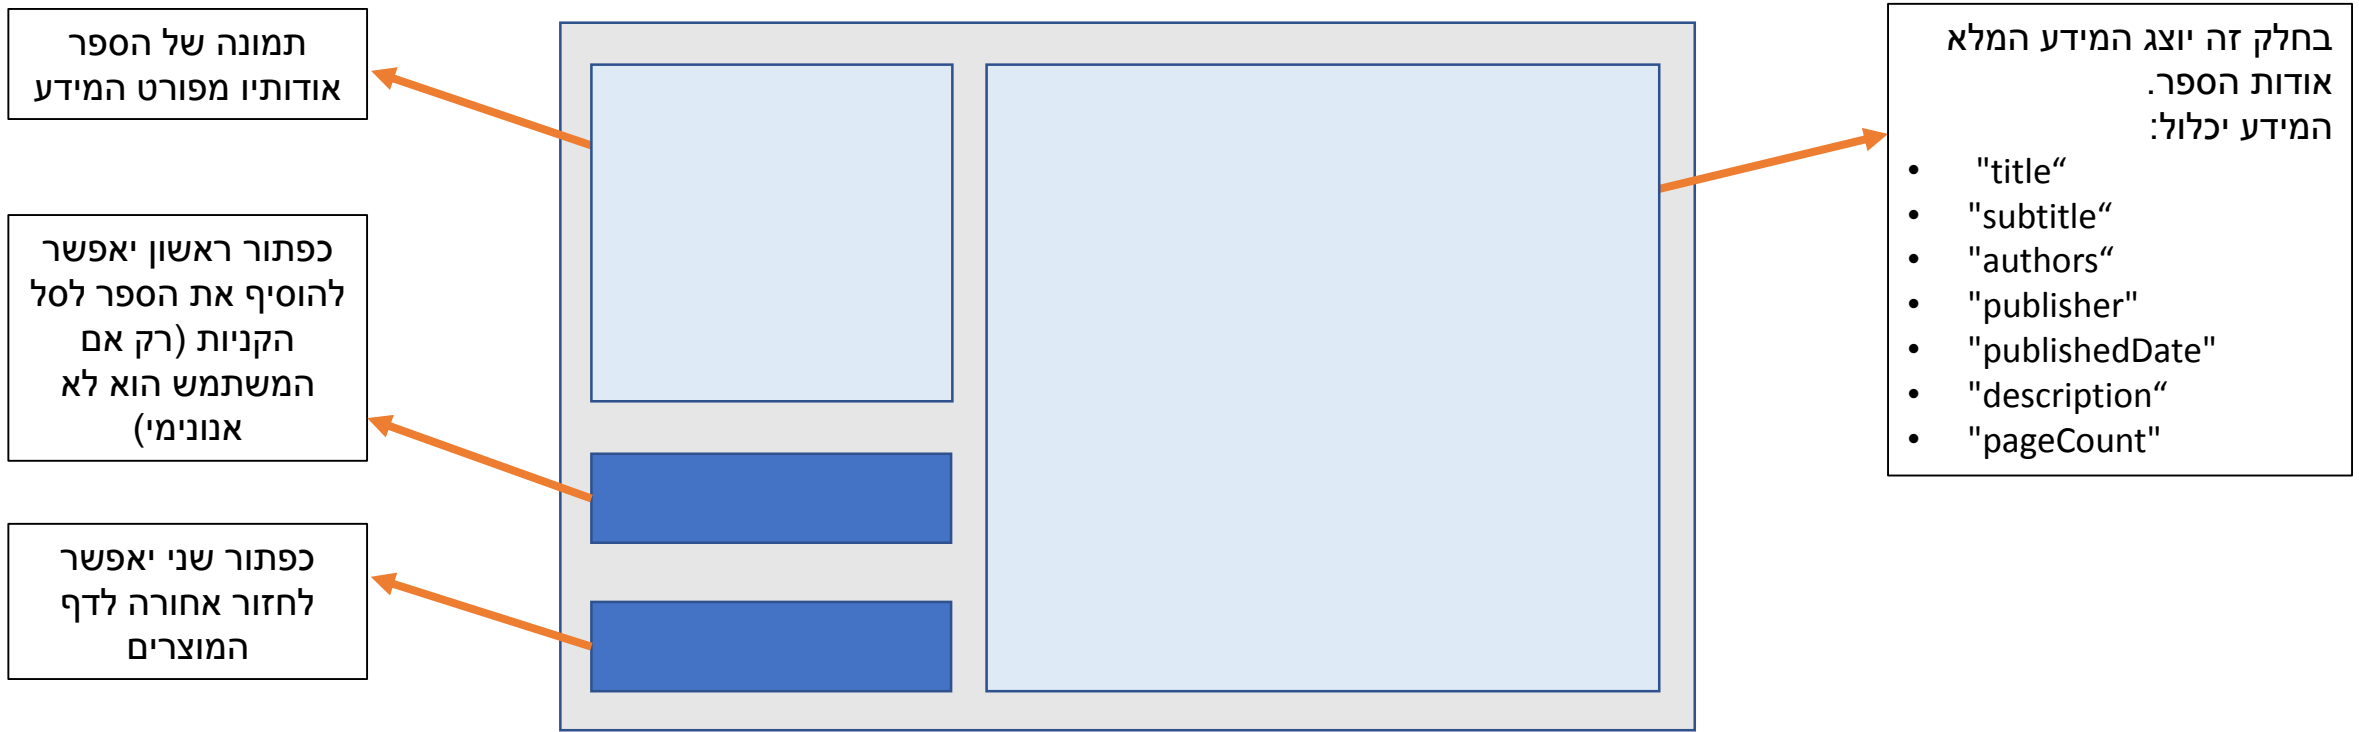 תמונה של הספר
אודותיו מפורט המידע
כפתור ראשון יאפשר
להוסיף את הספר לסל
הקניות (רק אם
המשתמש הוא לא
אנונימי)
כפתור שני יאפשר
לחזור אחורה לדף
המוצרים
בחלק זה יוצג המידע המלא
אודות הספר.
המידע יכלול:
• "title“
• "subtitle“
• "authors“
• "publisher"
• "publishedDate"
• "description“
• "pageCount"